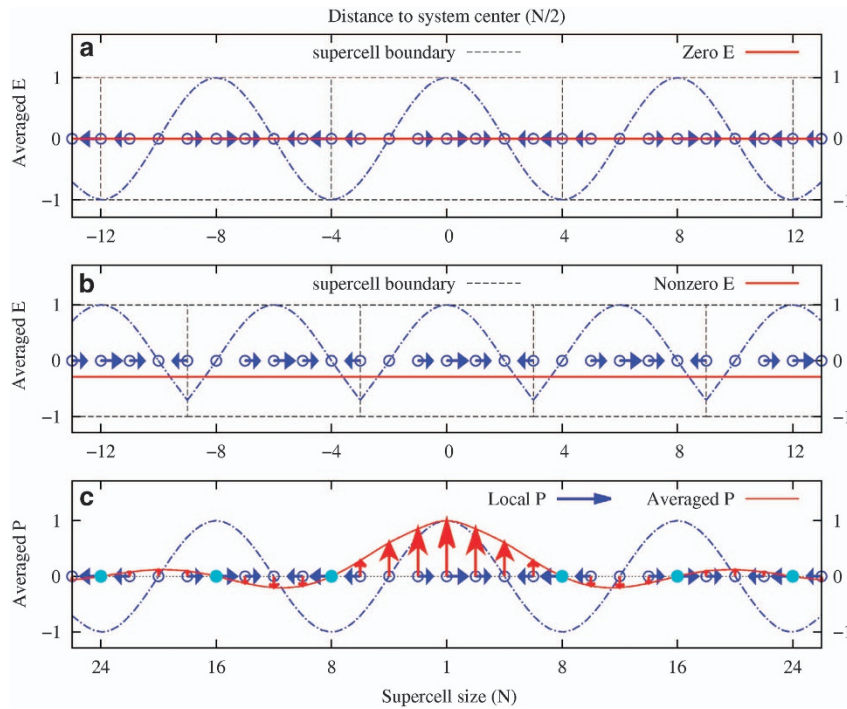 Distance to system center (N/2)
a
supercell boundary
Zero E
Averaged E
1
0
−1
1
0
−1
−12
−8
−4
0
4
8
12
b
supercell boundary
Nonzero E
Averaged E
1
0
−1
1
0
−1
−12
−8
−4
0
4
8
12
c
Local P
Averaged P
Averaged P
1
0
−1
1
0
−1
24
16
8
1
8
16
24
Supercell size (N)